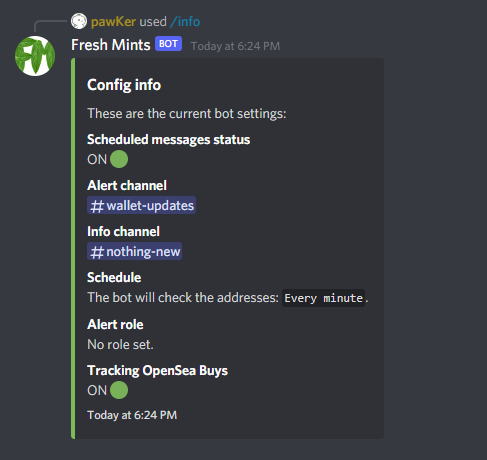 pawKer used /info
Fresh Mints BOT Today at 6:24 PM
FM
Config info
These are the current bot settings:
Scheduled messages status
ON
Alert channel
#wallet-updates
Info channel
#nothing-new
Schedule
The bot will check the addresses: Every minute.
Alert role
No role set.
Tracking OpenSea Buys
ON
Today at 6:24 PM